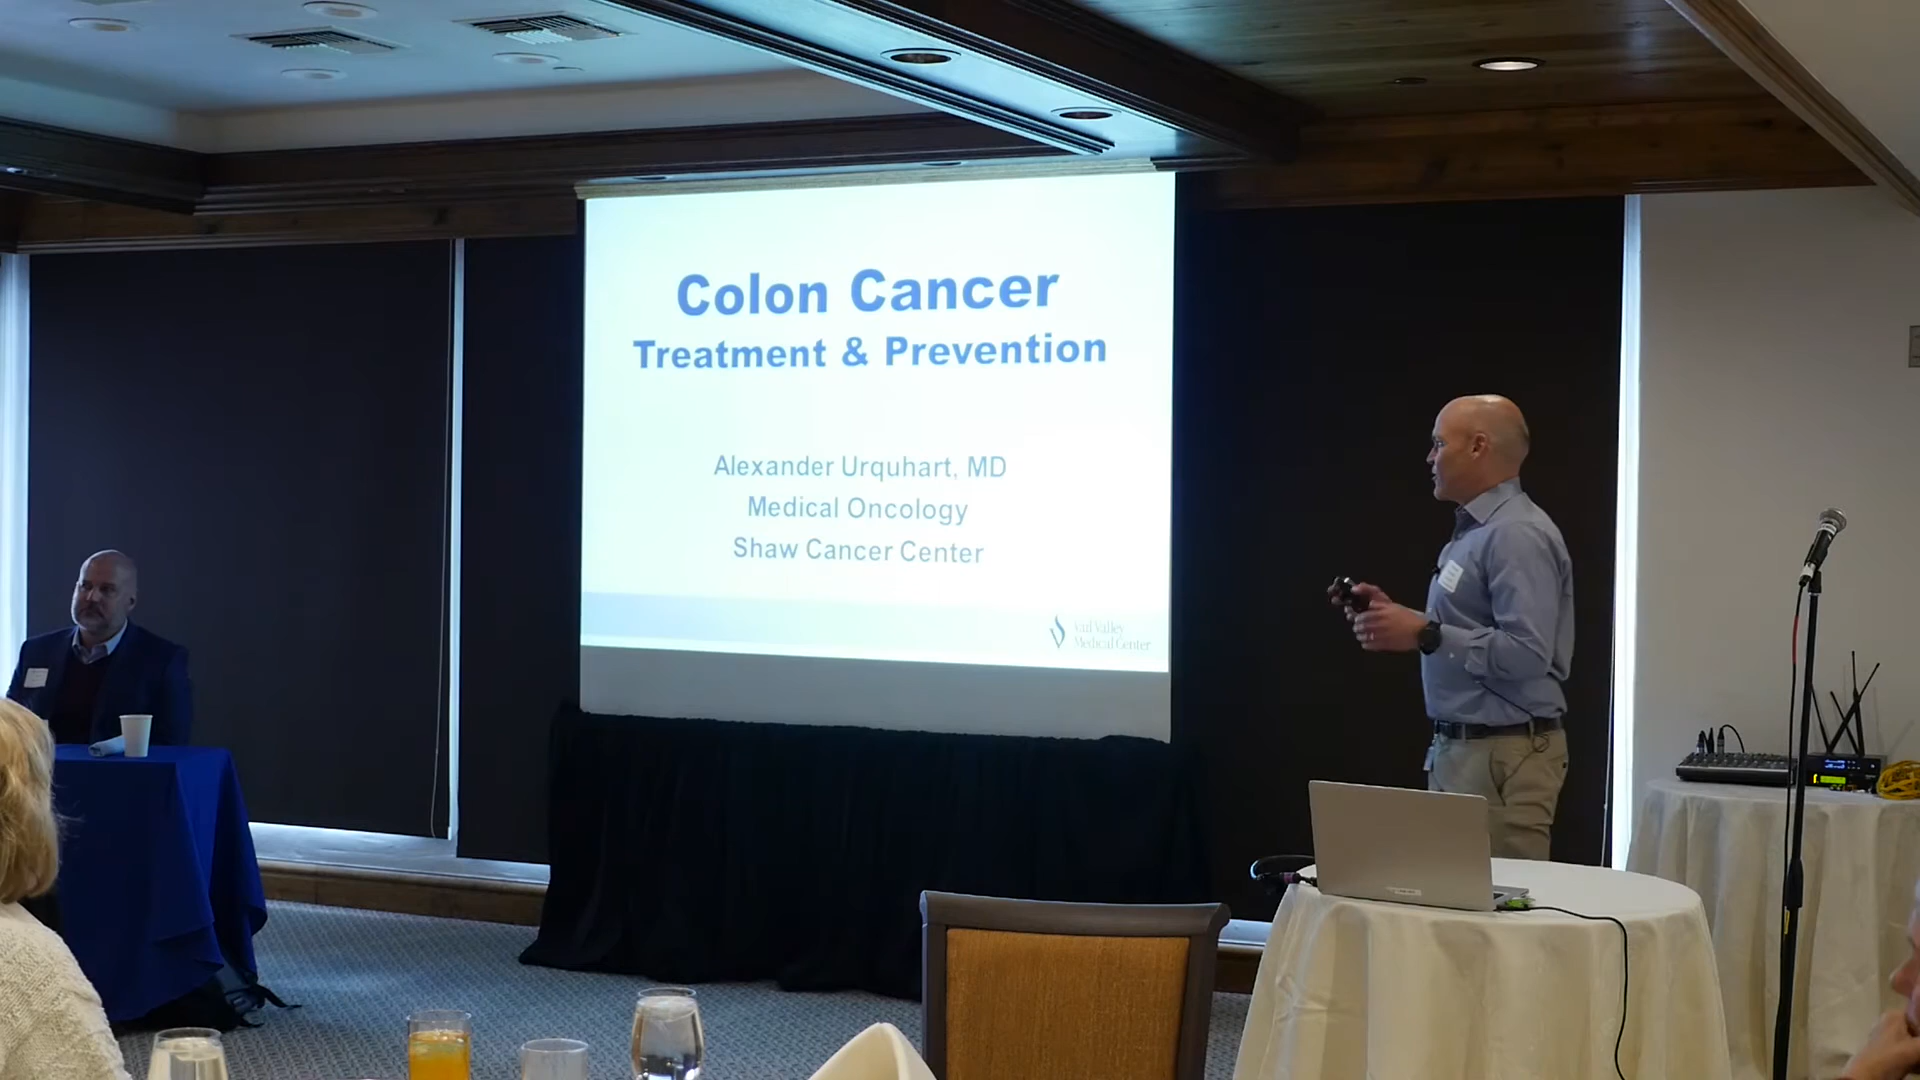 Colon Cancer
Treatment & Prevention
Alexander Urquhart, MD
Medical Oncology
Shaw Cancer Center
Vail Valley
Medical Center